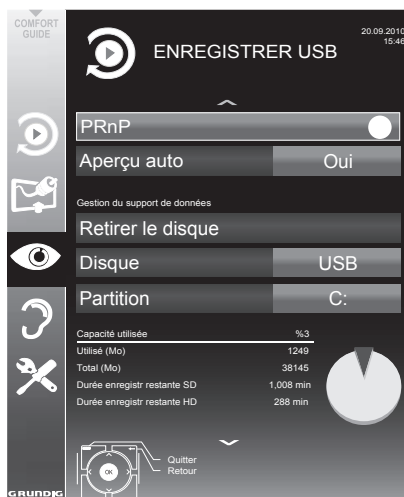 COMFORT
GUIDE
ENREGISTRER USB
20.09.2010
15:46
PRnP
Aperçu auto Oui
Gestion du support de données
Retirer le disque
Disque USB
Partition C:
Capacité utilisée %3
Utilisé (Mo) 1249
Total (Mo) 38145
Durée enregistr restante SD 1,008 min
Durée enregistr restante HD 288 min
Quitter
Retour
OK
GRUNDIG